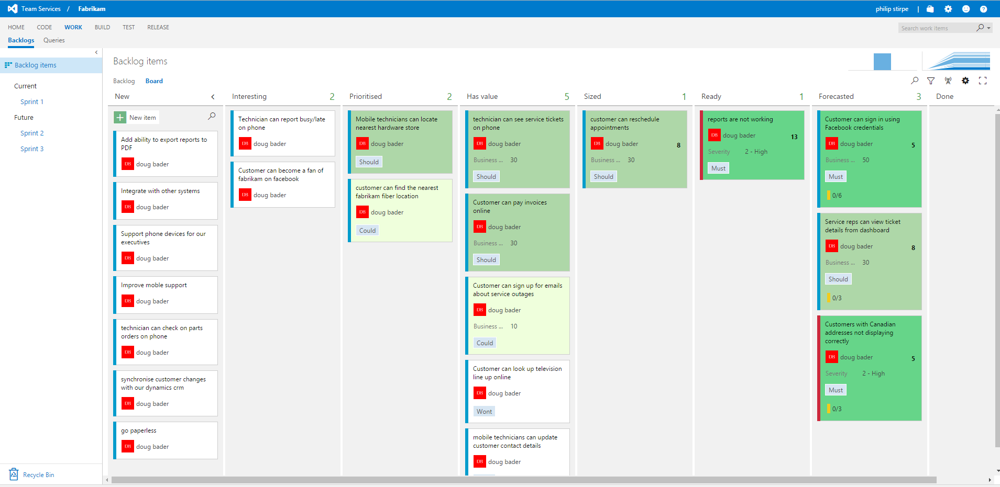 Team Services / Fabrikam
philip stirpe |
HOME CODE WORK BUILD TEST RELEASE
Search work items
Backlogs Queries
Backlog items
Current
Sprint 1
Future
Sprint 2
Sprint 3
Recycle Bin
Backlog items
Backlog Board
New
New item
Add ability to export reports to
PDF
DB doug bader
Integrate with other systems
DB doug bader
Support phone devices for our
executives
DB doug bader
Improve moble support
DB doug bader
technician can check on parts
orders on phone
DB doug bader
synchronise customer changes
with our dynamics crm
DB doug bader
go paperless
DB doug bader
Interesting 2
Technician can report busy/late
on phone
DB doug bader
Customer can become a fan of
fabrikam on facebook
DB doug bader
Prioritised 2
Mobile technicians can locate
nearest hardware store
DB doug bader
Should
customer can find the nearest
fabrikam fiber location
DB doug bader
Could
Has value 5
technician can see service tickets
on phone
DB doug bader
Business ... 30
Should
Customer can pay invoices
online
DB doug bader
Business ... 30
Should
Customer can sign up for emails
about service outages
DB doug bader
Business ... 10
Could
Customer can look up television
line up online
DB doug bader
Wont
mobile technicians can update
customer contact details
DB doug bader
Sized 1
customer can reschedule
appointments
DB doug bader 8
Business ... 30
Should
Ready 1
reports are not working
DB doug bader 13
Severity 2 - High
Must
Forecasted 3
Customer can sign in using
Facebook credentials
DB doug bader 5
Business ... 50
Must
0/6
Service reps can view ticket
details from dashboard
DB doug bader 8
Business ... 30
Should
0/3
Customers with Canadian
addresses not displaying
correctly
DB doug bader 5
Severity 2 - High
Must
0/3
Done